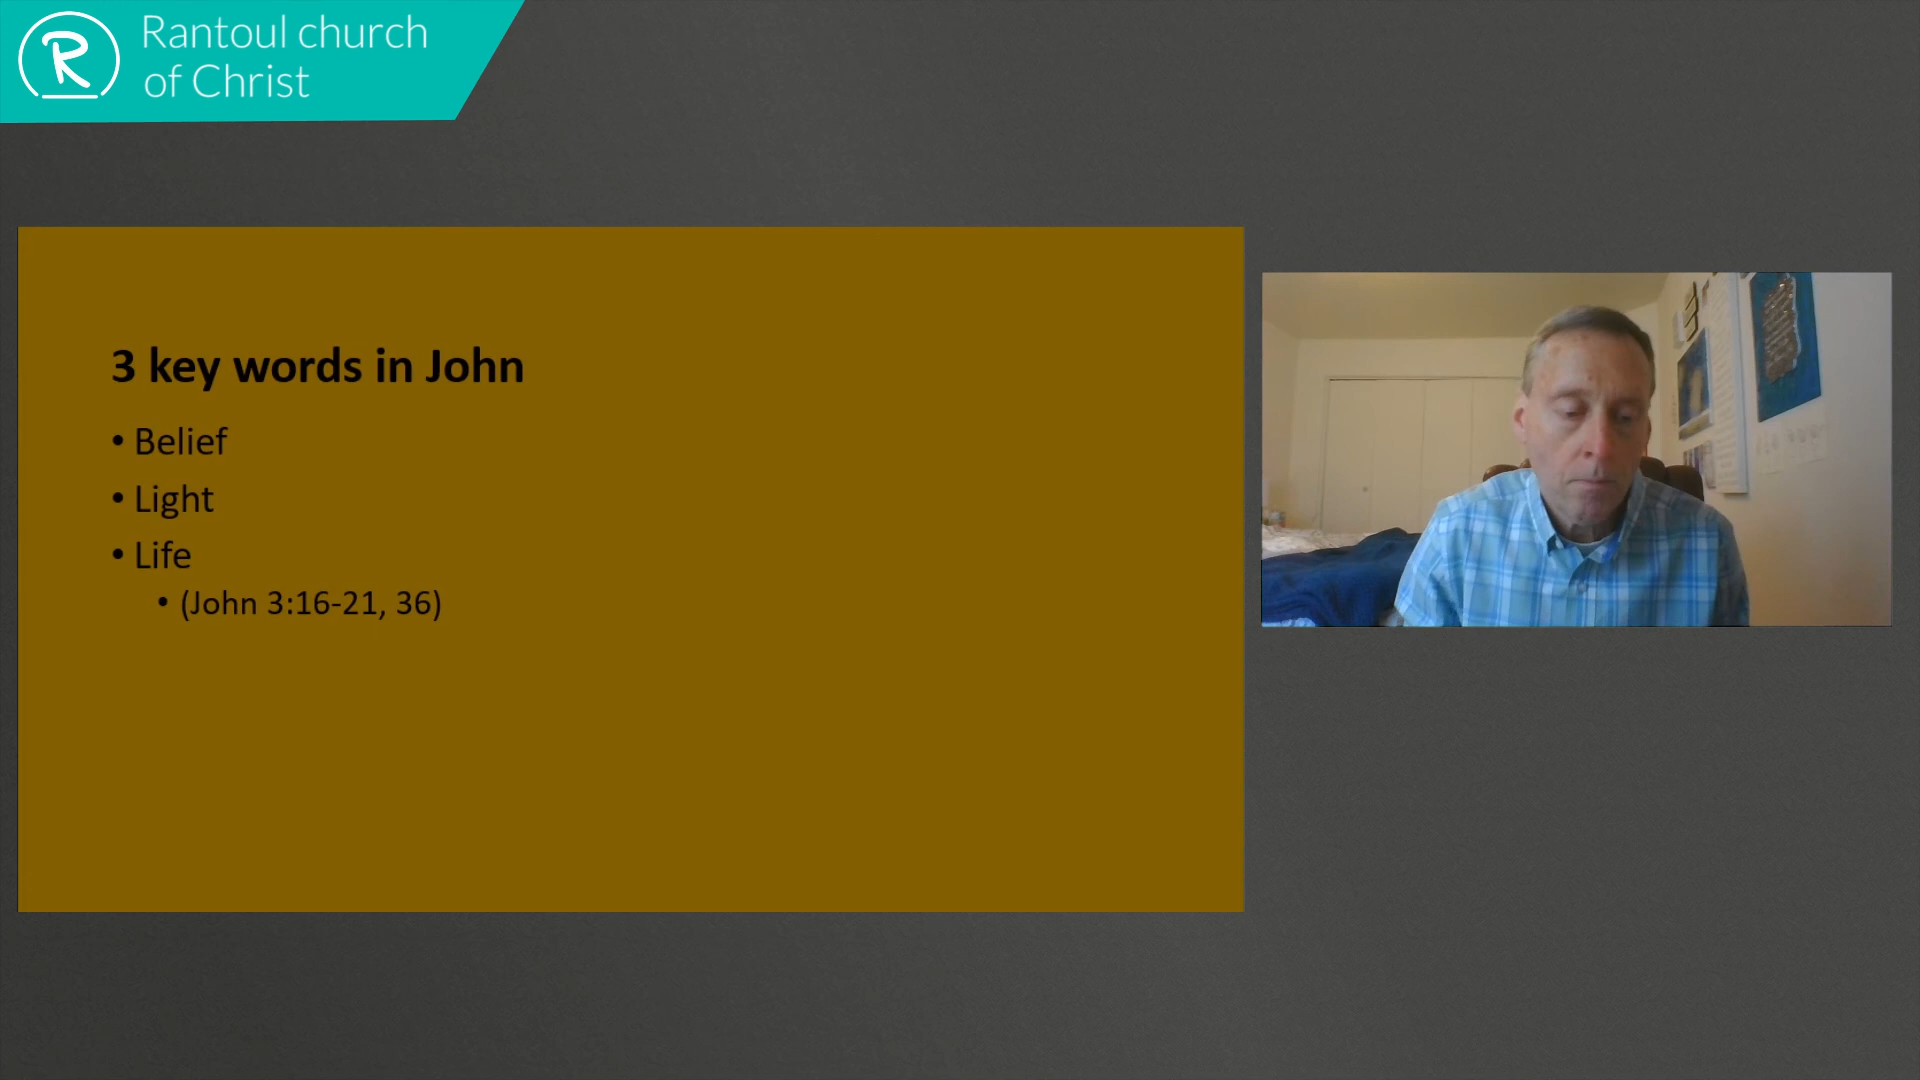 Rantoul church
of Christ
3 key words in John
• Belief
• Light
• Life
• (John 3:16-21, 36)